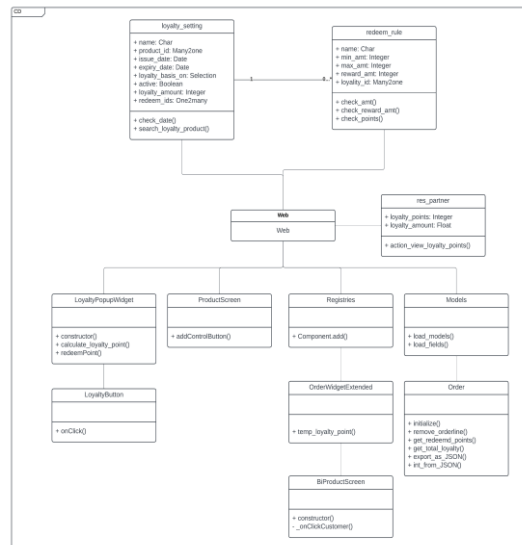 CD
loyalty_setting
+ name: Char
+ product_id: Many2one
+ issue_date: Date
+ expiry_date: Date
+ loyalty_basis_on: Selection
+ active: Boolean
+ loyalty_amount: Integer
+ redeem_ids: One2many
+ check_date()
+ search_loyalty_product()
1
redeem_rule
+ name: Char
+ min_amt: Integer
+ max_amt: Integer
+ reward_amt: Integer
+ loyality_id: Many2one
+ check_amt()
+ check_reward_amt()
+ check_points()
Web
Web
res_partner
+ loyalty_points: Integer
+ loyalty_amount: Float
+ action_view_loyalty_points()
LoyaltyPopupWidget
+ constructor()
+ calculate_loyalty_point()
+ redeemPoint()
ProductScreen
+ addControlButton()
Registries
+ Component.add()
Models
+ load_models()
+ load_fields()
LoyaltyButton
+ onClick()
OrderWidgetExtended
+ temp_loyalty_point()
Order
+ initialize()
+ remove_orderline()
+ get_redeemd_points()
+ get_total_loyalty()
+ export_as_JSON()
+ int_from_JSON()
BiProductScreen
+ constructor()
- _onClickCustomer()